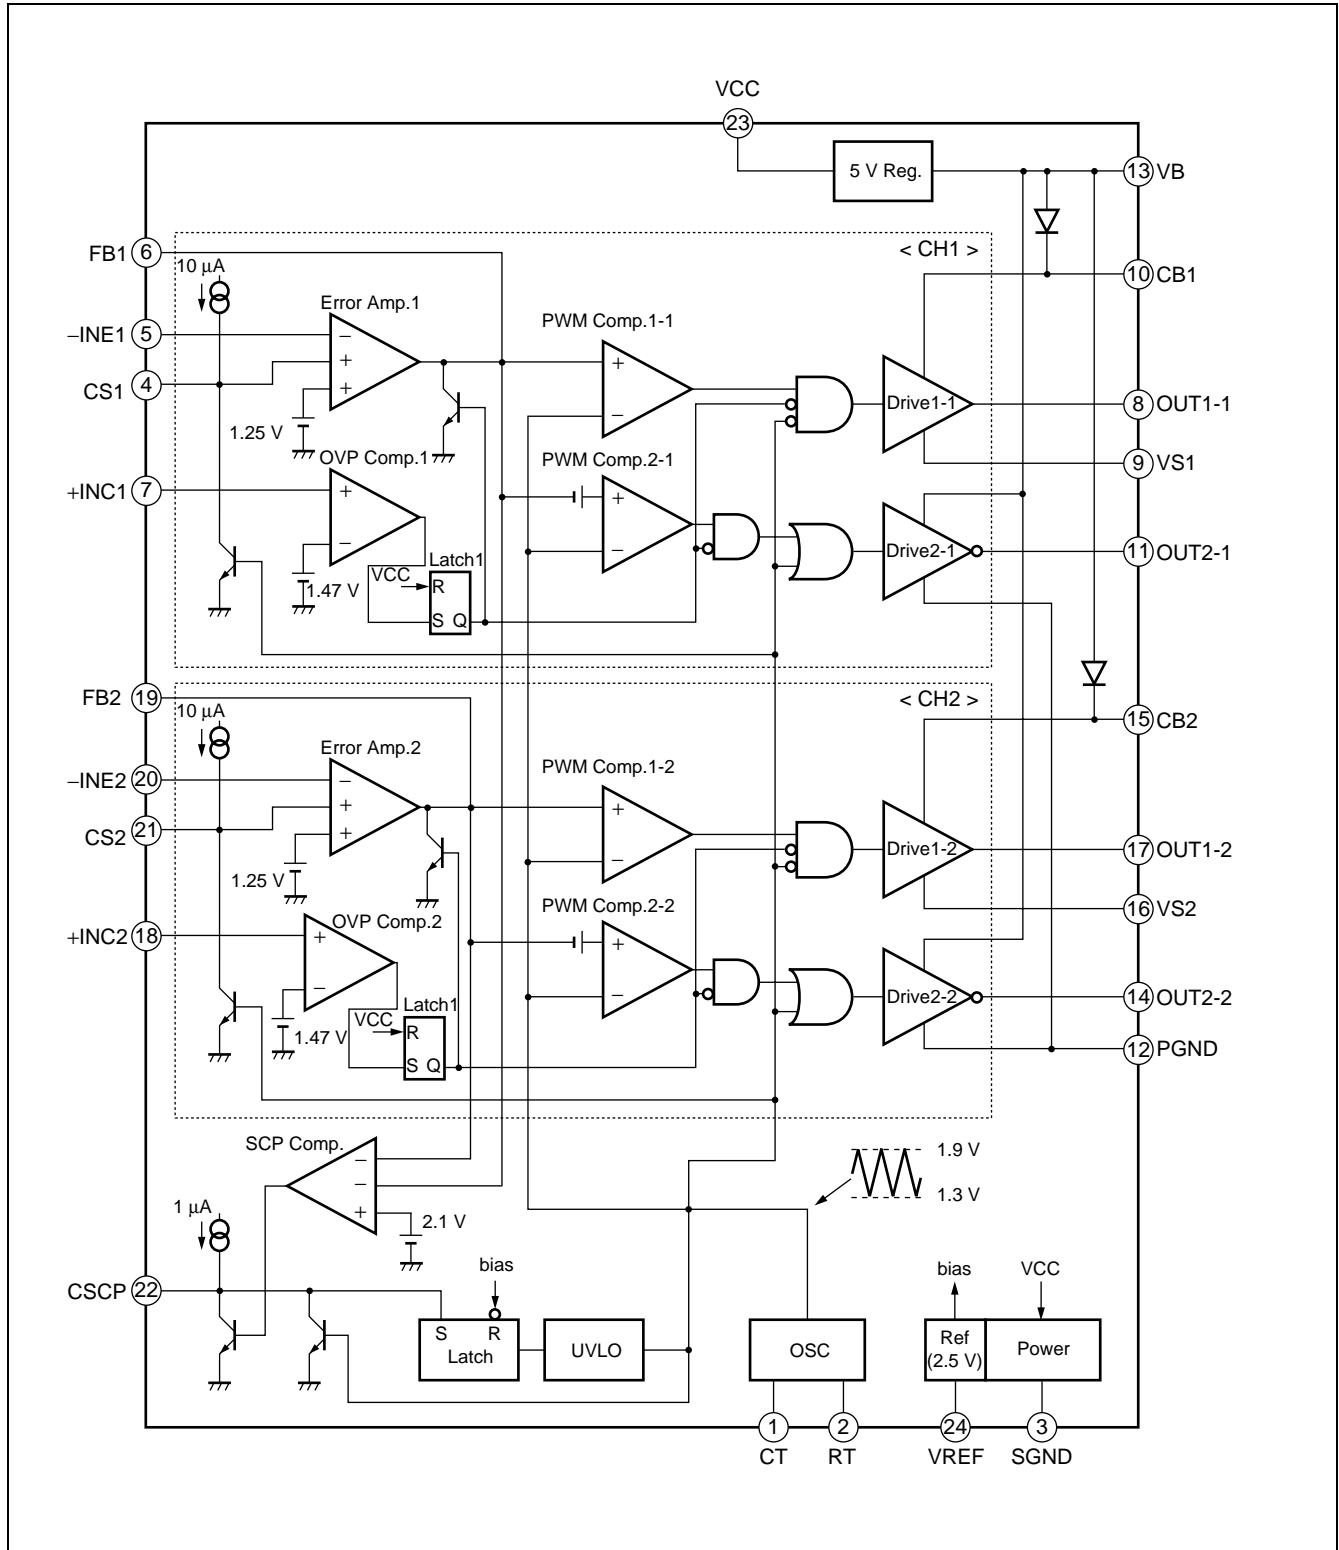 VCC
23
5 V Reg.
13 VB
FB1 6
< CH1 >
10 µA
10 CB1
Error Amp.1
PWM Comp.1-1
−INE1 5
−
+
+
CS1 4
+
−
Drive1-1
8 OUT1-1
1.25 V
OVP Comp.1
PWM Comp.2-1
9 VS1
+INC1 7
+
−
+
−
Drive2-1
11 OUT2-1
Latch1
VCC
R
1.47 V
S Q
FB2 19
< CH2 >
10 µA
15 CB2
Error Amp.2
PWM Comp.1-2
−INE2 20
−
+
+
CS2 21
+
−
Drive1-2
17 OUT1-2
1.25 V
OVP Comp.2
PWM Comp.2-2
16 VS2
+INC2 18
+
−
+
−
Drive2-2
14 OUT2-2
Latch1
VCC
R
1.47 V
S Q
12 PGND
SCP Comp.
−
−
+
1.9 V
1.3 V
1 µA
2.1 V
bias
bias
VCC
CSCP 22
S R
Latch
UVLO
OSC
Ref
(2.5 V)
Power
1
2
24
3
CT
RT
VREF
SGND